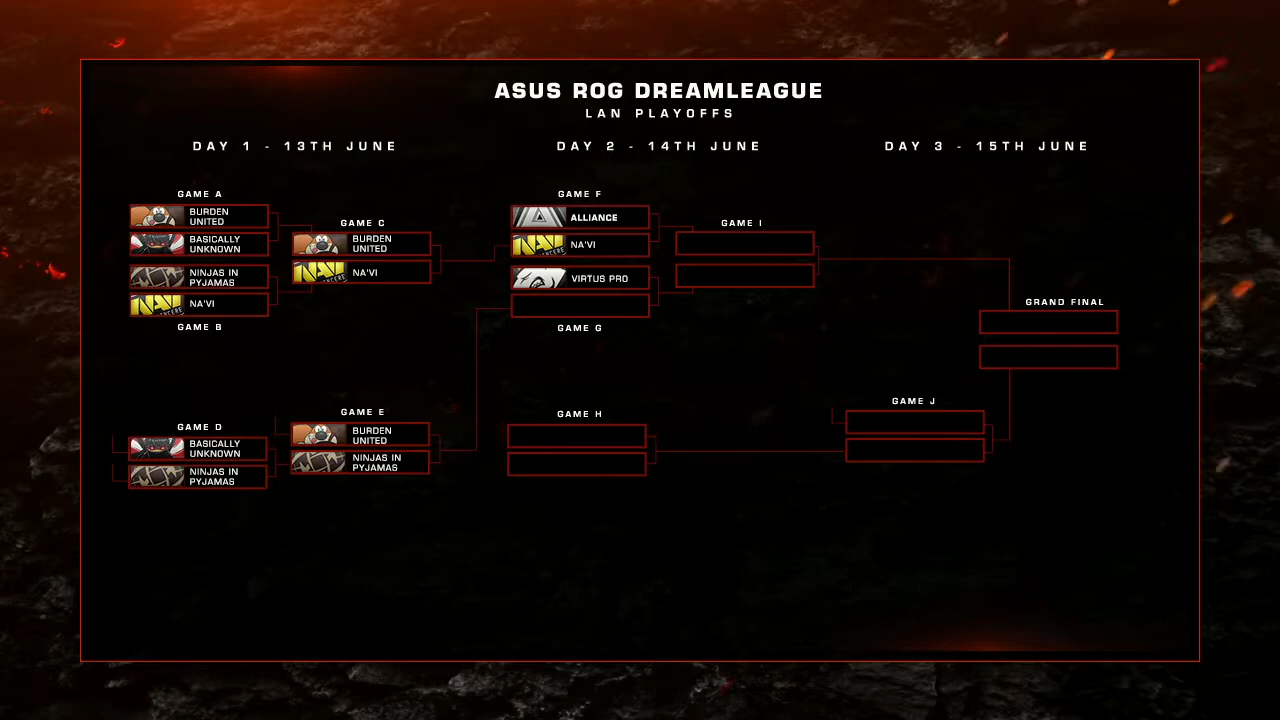 ASUS ROG DREAMLEAGUE
LAN PLAYOFFS
DAY 1 - 13TH JUNE
DAY 2 - 14TH JUNE
DAY 3 - 15TH JUNE
GAME A
BURDEN
UNITED
BASICALLY
UNKNOWN
NINJAS IN
PYJAMAS
NA'VI
GAME B
GAME C
BURDEN
UNITED
NA'VI
GAME D
BASICALLY
UNKNOWN
NINJAS IN
PYJAMAS
GAME E
BURDEN
UNITED
NINJAS IN
PYJAMAS
GAME F
ALLIANCE
NA'VI
VIRTUS PRO
GAME G
GAME H
GAME I
GAME J
GRAND FINAL